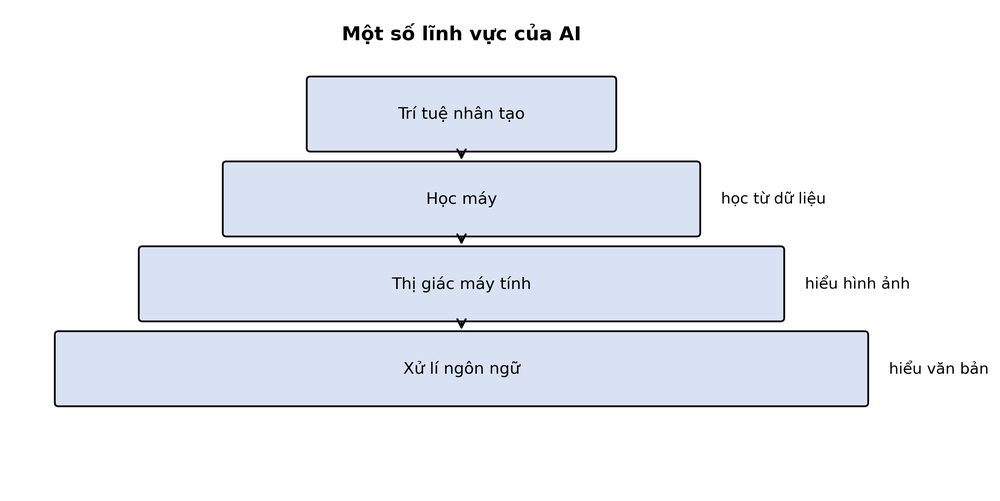 Một số lĩnh vực của AI
Trí tuệ nhân tạo
Học máy
học từ dữ liệu
Thị giác máy tính
hiểu hình ảnh
Xử lí ngôn ngữ
hiểu văn bản